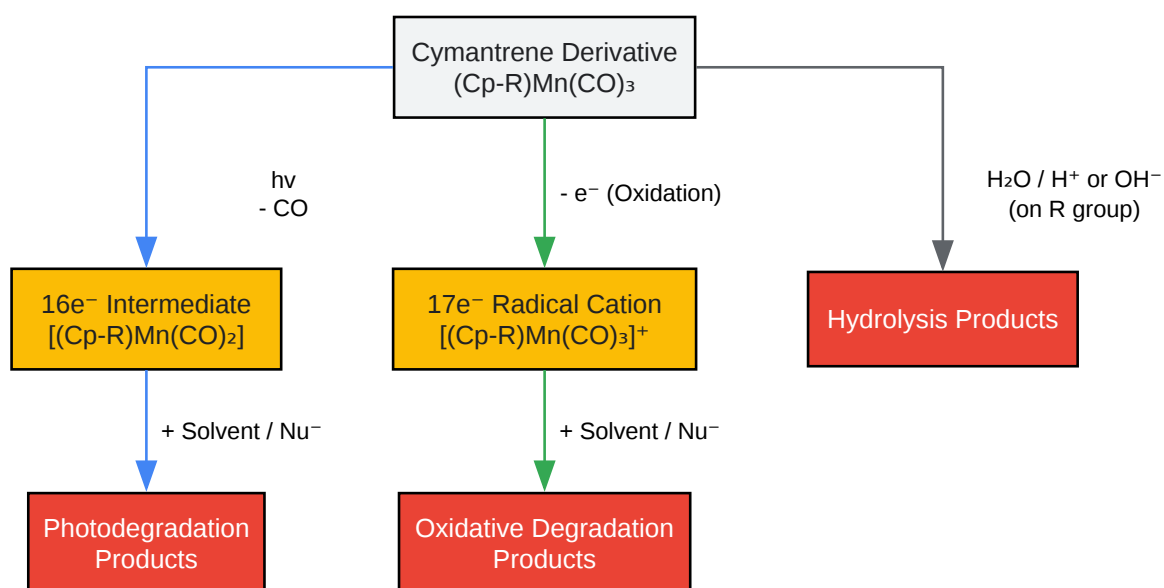 Cymantrene Derivative
(Cp-R)Mn(CO)₃
hv
- CO
- e⁻ (Oxidation)
H₂O / H⁺ or OH⁻
(on R group)
16e⁻ Intermediate
[(Cp-R)Mn(CO)₂]
17e⁻ Radical Cation
[(Cp-R)Mn(CO)₃]⁺
Hydrolysis Products
+ Solvent / Nu⁻
+ Solvent / Nu⁻
Photodegradation
Products
Oxidative Degradation
Products